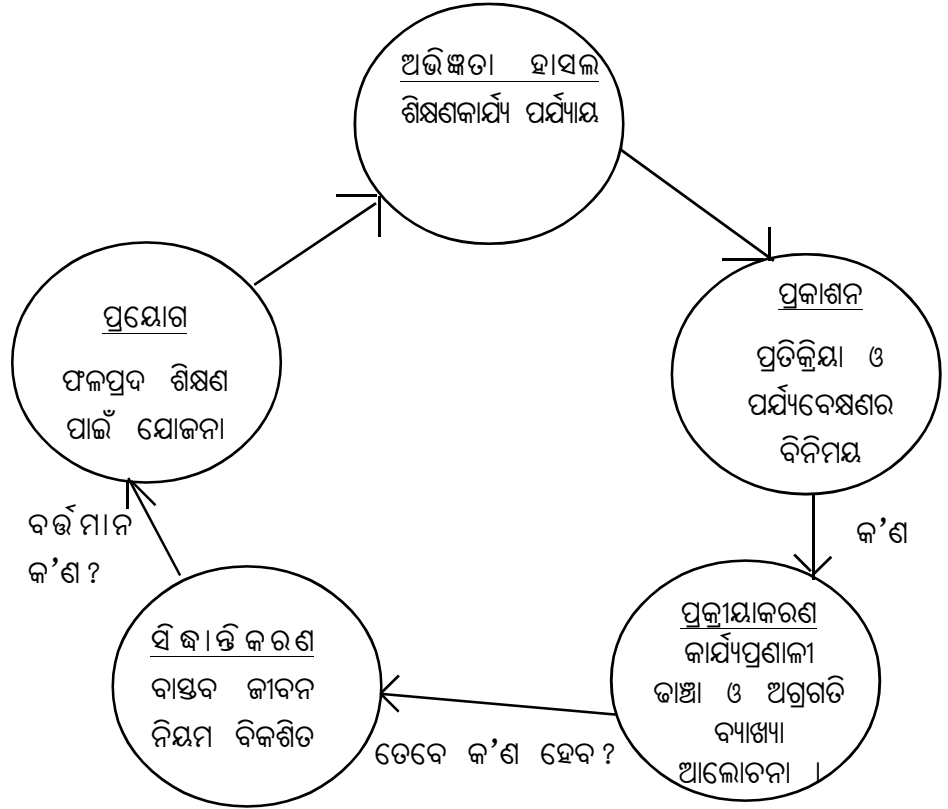 ଅଭିଜ୍ଞତା ହାସଲ
ଶିକ୍ଷଣକାର୍ଯ୍ୟ ପର୍ଯ୍ୟାୟ
ପ୍ରକାଶନ
ପ୍ରତିକ୍ରିୟା ଓ
ପର୍ଯ୍ୟବେକ୍ଷଣର
ବିନିମୟ
କ’ଣ
ପ୍ରକ୍ରୀୟାକରଣ
କାର୍ଯ୍ୟପ୍ରଣାଳୀ
ଢାଞ୍ଚା ଓ ଅଗ୍ରଗତି
ବ୍ୟାଖ୍ୟା
ଆଲୋଚନା ।
ତେବେ କ’ଣ ହେବ ?
ସିଦ୍ଧାନ୍ତିକରଣ
ବାସ୍ତବ ଜୀବନ
ନିୟମ ବିକଶିତ
ବର୍ତ୍ତମାନ
କ’ଣ ?
ପ୍ରୟୋଗ
ଫଳପ୍ରଦ ଶିକ୍ଷଣ
ପାଇଁ ଯୋଜନା